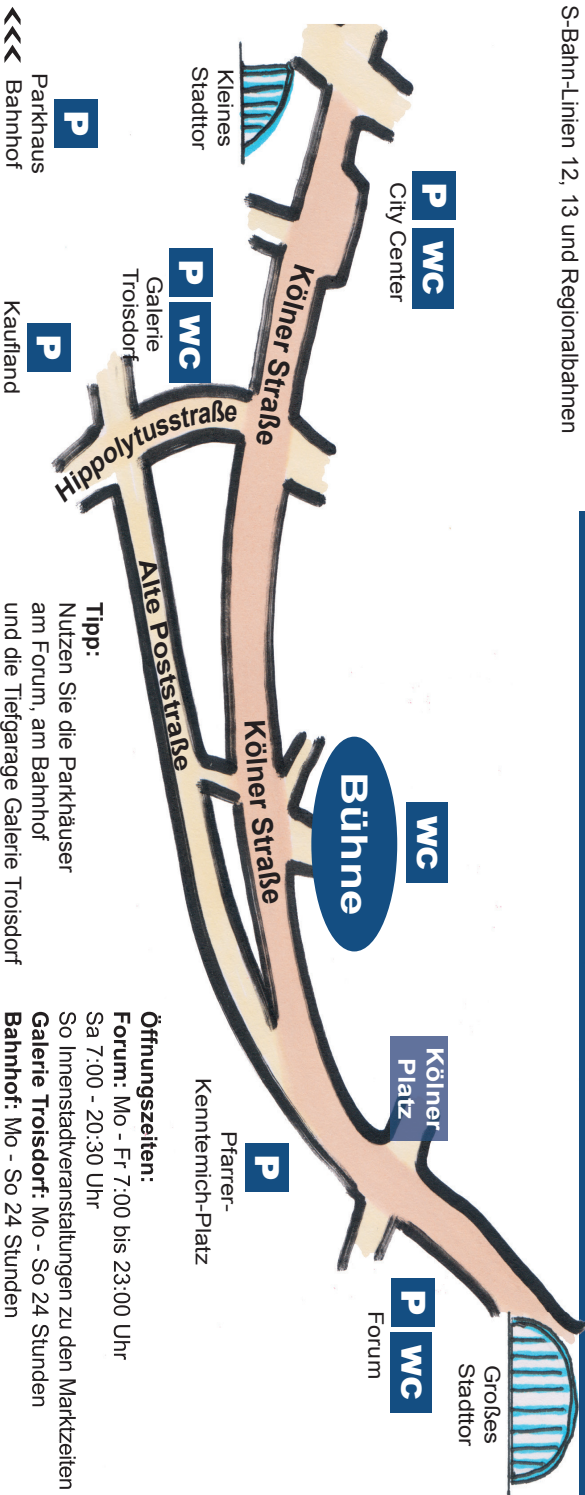 S-Bahn-Linien 12, 13 und Regionalbahnen
P WC
City Center
Kleines
Stadttor
Kölner Straße
P WC
Galerie
Troisdorf
P
Parkhaus
<<< Bahnhof
P
Kaufland
Hippolytusstraße
Alte Poststraße
Kölner Straße
WC
Bühne
Kölner
Platz
P
Pfarrer-
Kenntemich-Platz
P WC
Forum
Großes
Stadttor
Tipp:
Nutzen Sie die Parkhäuser
am Forum, am Bahnhof
und die Tiefgarage Galerie Troisdorf
Öffnungszeiten:
Forum: Mo - Fr 7:00 bis 23:00 Uhr
Sa 7:00 - 20:30 Uhr
So Innenstadtveranstaltungen zu den Marktzeiten
Galerie Troisdorf: Mo - So 24 Stunden
Bahnhof: Mo - So 24 Stunden